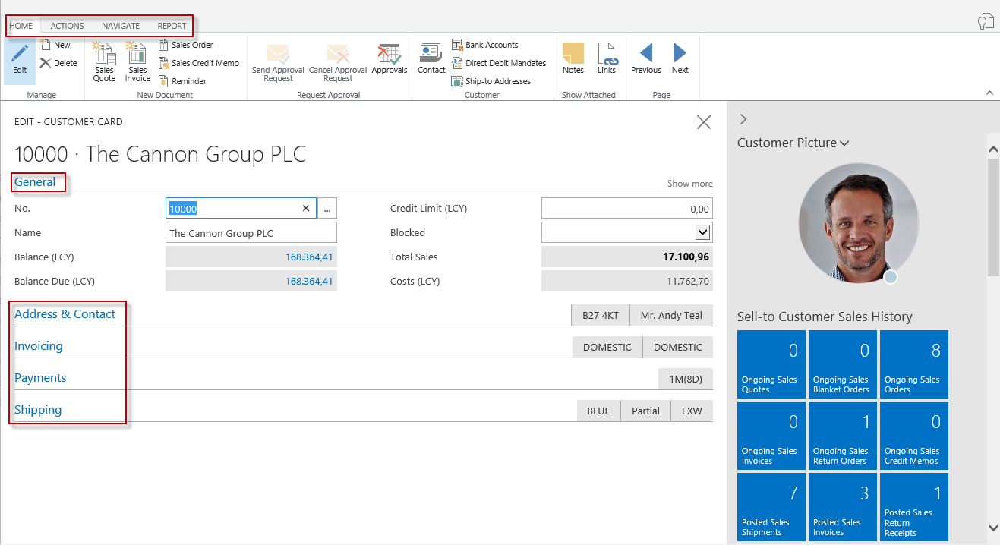 HOME ACTIONS NAVIGATE REPORT
Edit
New
Delete
Manage
Sales Quote
Sales Invoice
Sales Order
Sales Credit Memo
Reminder
New Document
Send Approval Request
Cancel Approval Request
Approvals
Request Approval
Contact
Bank Accounts
Direct Debit Mandates
Ship-to Addresses
Customer
Notes
Links
Show Attached
Previous
Next
Page
EDIT - CUSTOMER CARD
10000 · The Cannon Group PLC
General
Show more
No. 10000 ...
Name The Cannon Group PLC
Balance (LCY) 168.364,41
Balance Due (LCY) 168.364,41
Credit Limit (LCY) 0,00
Blocked
Total Sales 17.100,96
Costs (LCY) 11.762,70
Address & Contact B27 4KT Mr. Andy Teal
Invoicing DOMESTIC DOMESTIC
Payments 1M(8D)
Shipping BLUE Partial EXW
Customer Picture
Sell-to Customer Sales History
0
Ongoing Sales
Quotes
0
Ongoing Sales
Blanket Orders
8
Ongoing Sales
Orders
0
Ongoing Sales
Invoices
1
Ongoing Sales
Return Orders
0
Ongoing Sales
Credit Memos
7
Posted Sales
Shipments
3
Posted Sales
Invoices
1
Posted Sales
Return
Receipts